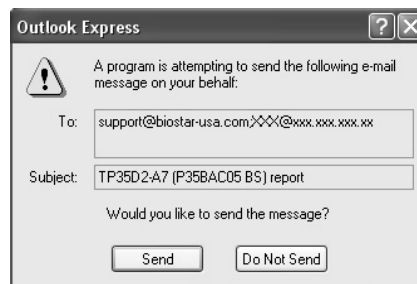 Outlook Express
A program is attempting to send the following e-mail
message on your behalf:
To: support@biostar-usa.com;XXX@xxx.xxx.xxx.xx
Subject: TP35D2-A7 (P35BAC05 BS) report
Would you like to send the message?
Send Do Not Send